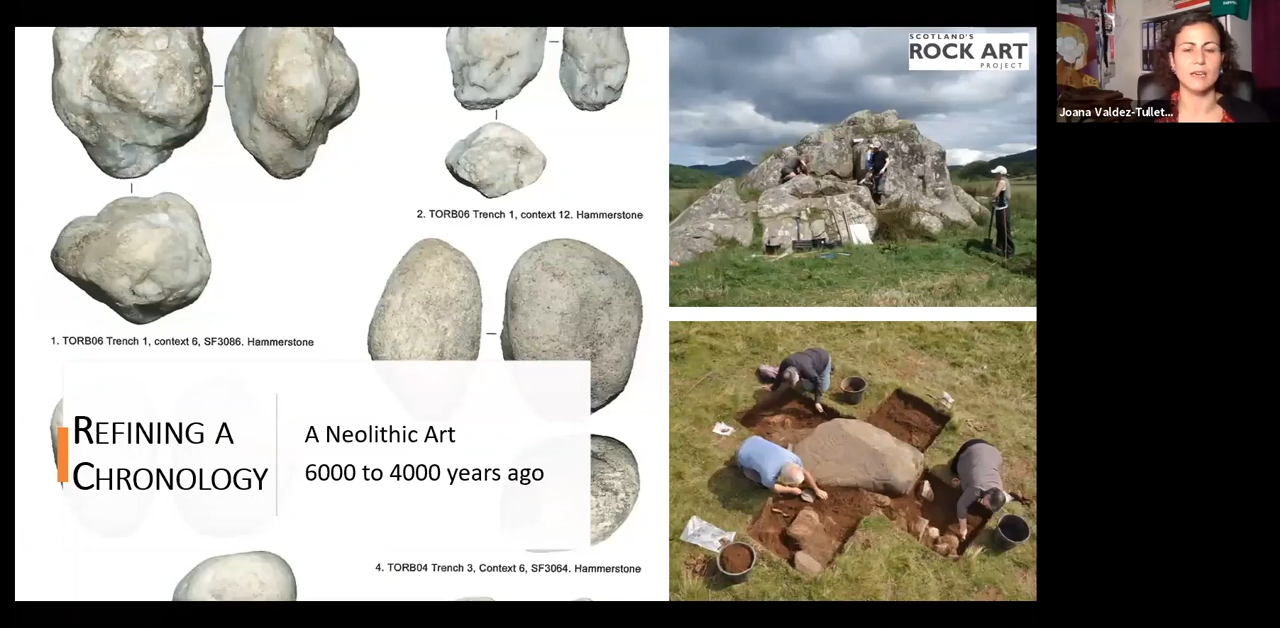 SCOTLAND'S
ROCK ART
PROJECT
Joana Valdez-Tullet...
2. TORB06 Trench 1, context 12. Hammerstone
1. TORB06 Trench 1, context 6, SF3086. Hammerstone
REFINING A
CHRONOLOGY
A Neolithic Art
6000 to 4000 years ago
4. TORB04 Trench 3, Context 6, SF3064. Hammerstone